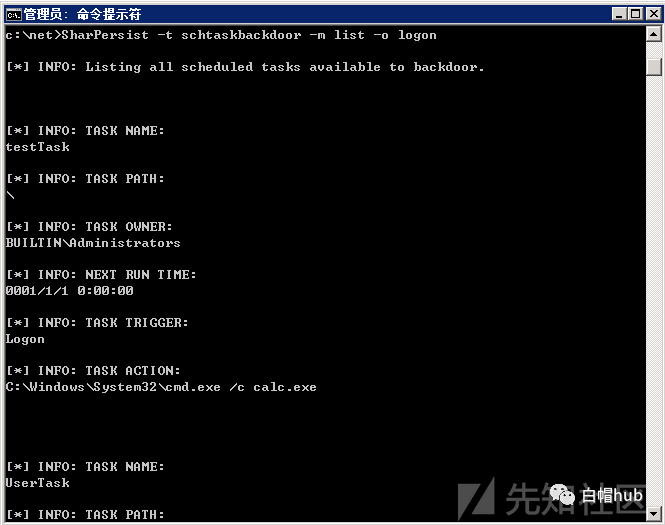 管理员: 命令提示符
c:\net>SharPersist -t schtaskbackdoor -m list -o logon
[*] INFO: Listing all scheduled tasks available to backdoor.
[*] INFO: TASK NAME:
testTask
[*] INFO: TASK PATH:
\
[*] INFO: TASK OWNER:
BUILTIN\Administrators
[*] INFO: NEXT RUN TIME:
0001/1/1 0:00:00
[*] INFO: TASK TRIGGER:
Logon
[*] INFO: TASK ACTION:
C:\Windows\System32\cmd.exe /c calc.exe
[*] INFO: TASK NAME:
UserTask
[*] INFO: TASK PATH:
先知社区
白帽hub